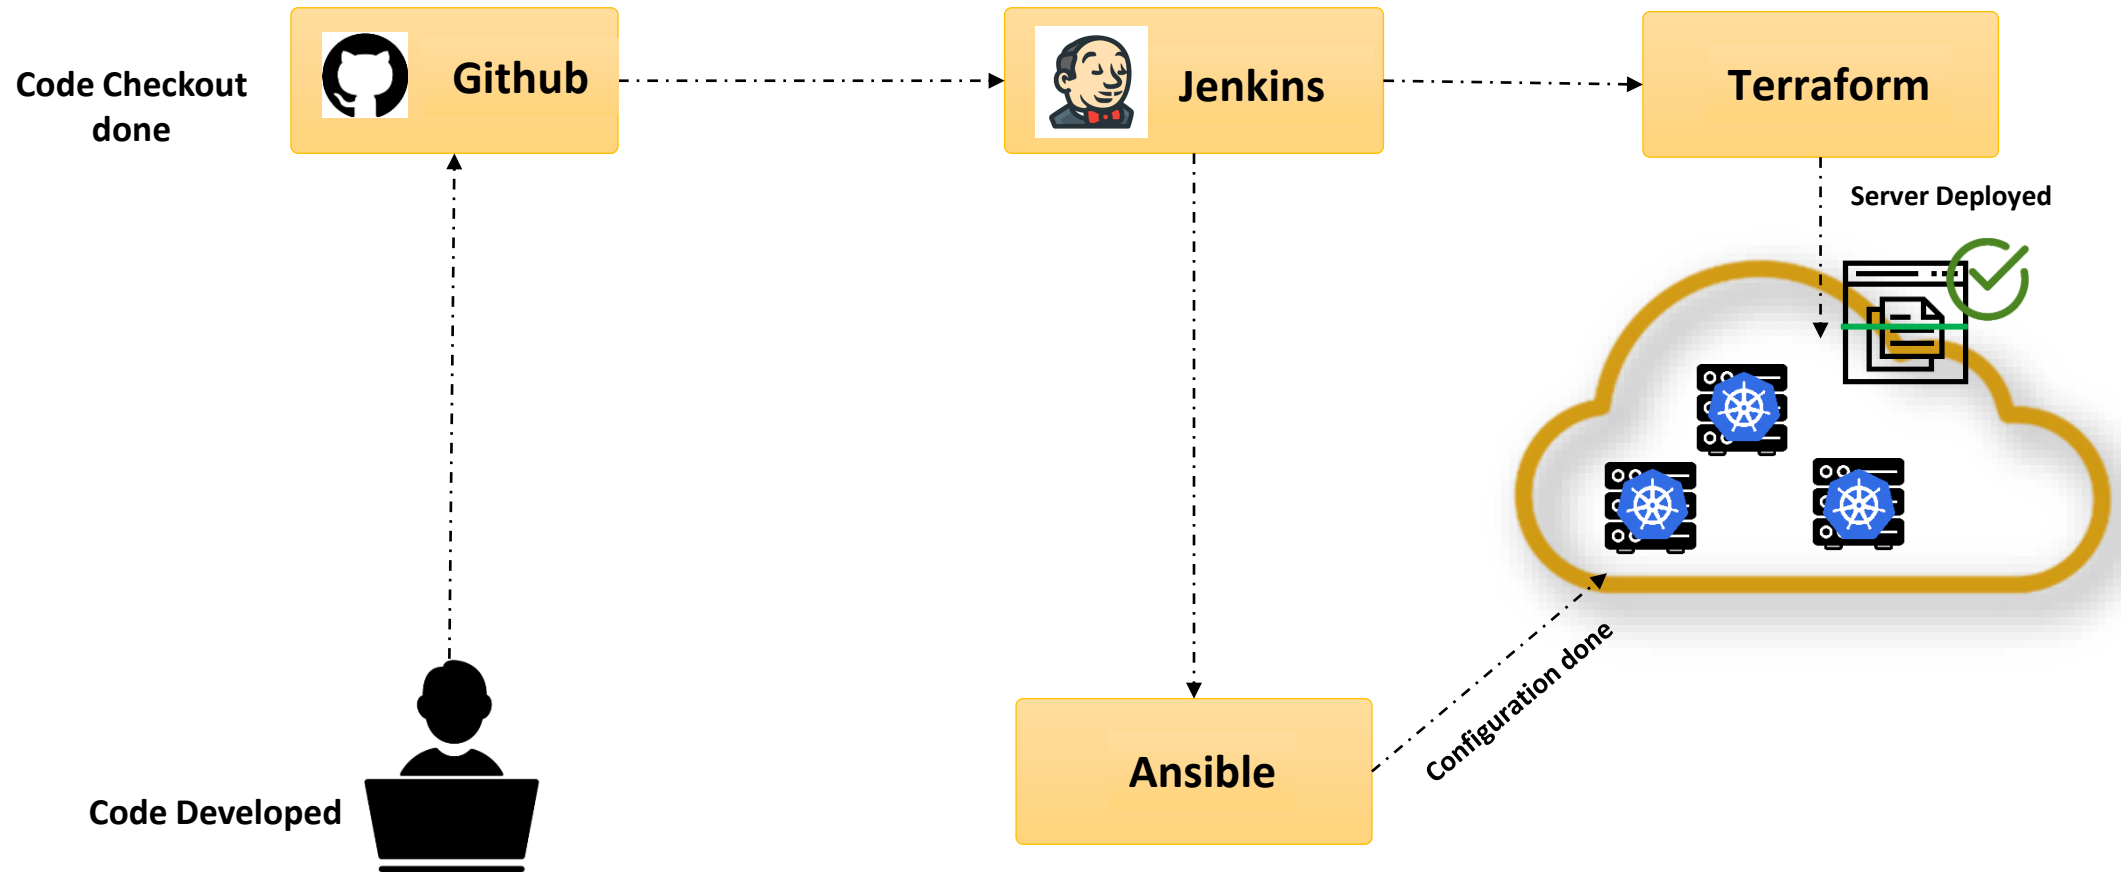 Code Checkout
done
Github
Jenkins
Terraform
Server Deployed
Configuration done
Ansible
Code Developed